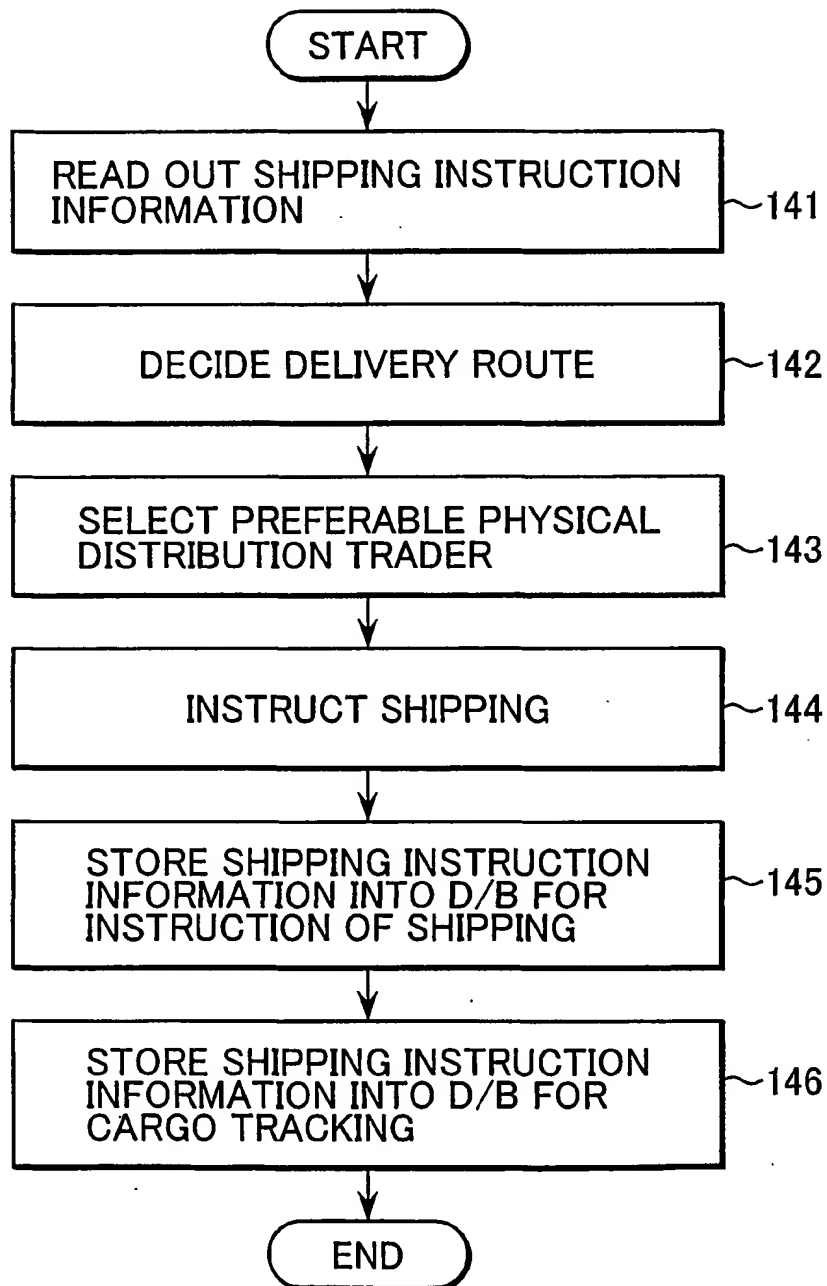 START
READ OUT SHIPPING INSTRUCTION
INFORMATION
~141
DECIDE DELIVERY ROUTE
~142
SELECT PREFERABLE PHYSICAL
DISTRIBUTION TRADER
~143
INSTRUCT SHIPPING
~144
STORE SHIPPING INSTRUCTION
INFORMATION INTO D/B FOR
INSTRUCTION OF SHIPPING
~145
STORE SHIPPING INSTRUCTION
INFORMATION INTO D/B FOR
CARGO TRACKING
~146
END